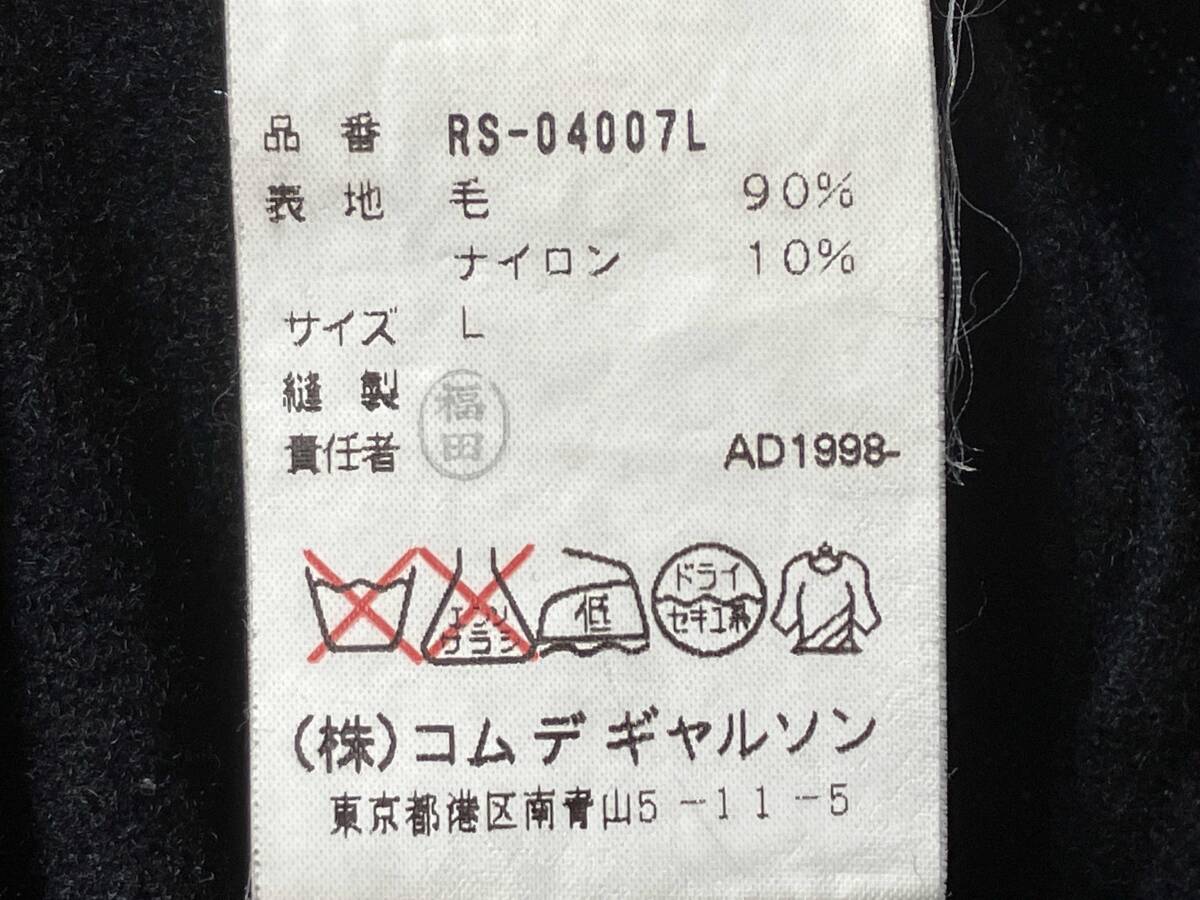 品 番 RS-04007L
表 地 毛 90%
ナイロン 10%
サイズ L
縫 製
責任者 福田 AD1998-
エンソ サラシ
低
ドライ
セキユ系
(株)コム デ ギャルソン
東京都港区南青山5-11-5